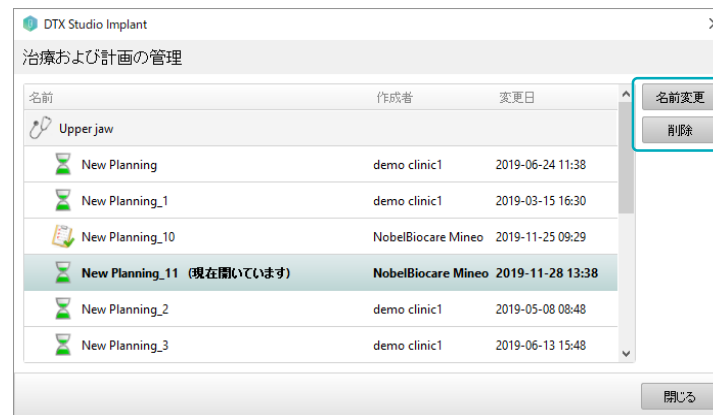 DTX Studio Implant
治療および計画の管理
名前 作成者 変更日
Upper jaw
New Planning demo clinic1 2019-06-24 11:38
New Planning_1 demo clinic1 2019-03-15 16:30
New Planning_10 NobelBiocare Mineo 2019-11-25 09:29
New Planning_11 (現在開いています) NobelBiocare Mineo 2019-11-28 13:38
New Planning_2 demo clinic1 2019-05-08 08:48
New Planning_3 demo clinic1 2019-06-13 15:48
名前変更
削除
閉じる